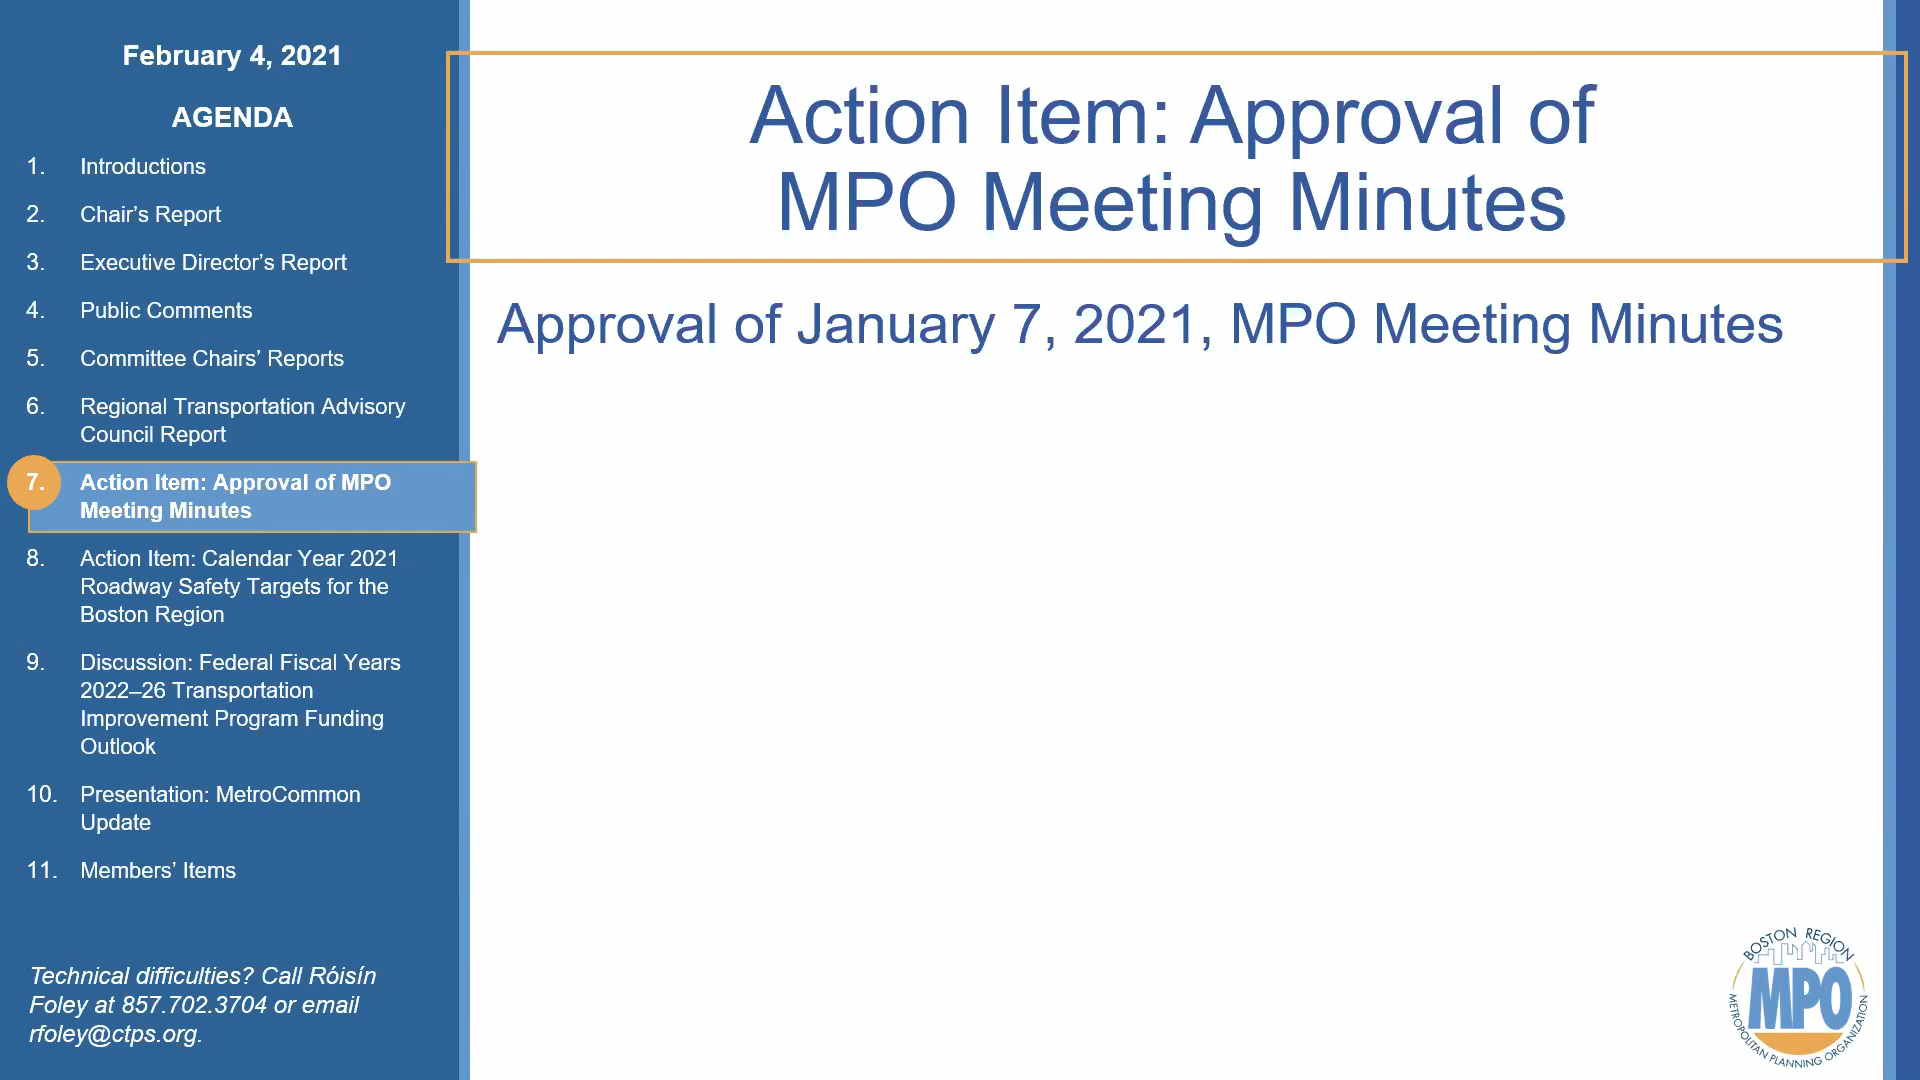 February 4, 2021
AGENDA
1. Introductions
2. Chair’s Report
3. Executive Director’s Report
4. Public Comments
5. Committee Chairs’ Reports
6. Regional Transportation Advisory
Council Report
7. Action Item: Approval of MPO
Meeting Minutes
8. Action Item: Calendar Year 2021
Roadway Safety Targets for the
Boston Region
9. Discussion: Federal Fiscal Years
2022–26 Transportation
Improvement Program Funding
Outlook
10. Presentation: MetroCommon
Update
11. Members’ Items
Technical difficulties? Call Róisín
Foley at 857.702.3704 or email
rfoley@ctps.org.
Action Item: Approval of
MPO Meeting Minutes
Approval of January 7, 2021, MPO Meeting Minutes
BOSTON REGION
MPO
METROPOLITAN PLANNING ORGANIZATION